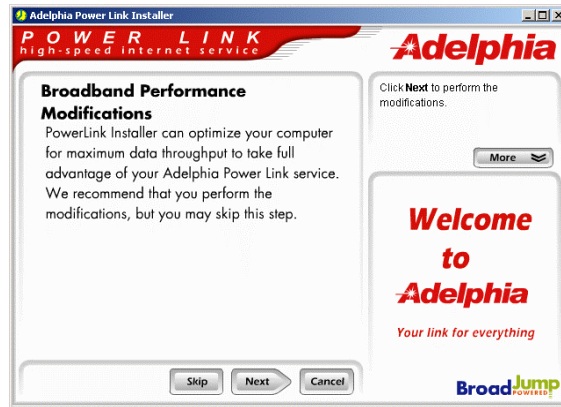 Adelphia Power Link Installer
POWER LINK
high-speed internet service
Adelphia
Broadband Performance
Modifications
PowerLink Installer can optimize your computer
for maximum data throughput to take full
advantage of your Adelphia Power Link service.
We recommend that you perform the
modifications, but you may skip this step.
Click Next to perform the
modifications.
More
Welcome
to
Adelphia
Your link for everything
Skip
Next
Cancel
BroadJump
POWERED